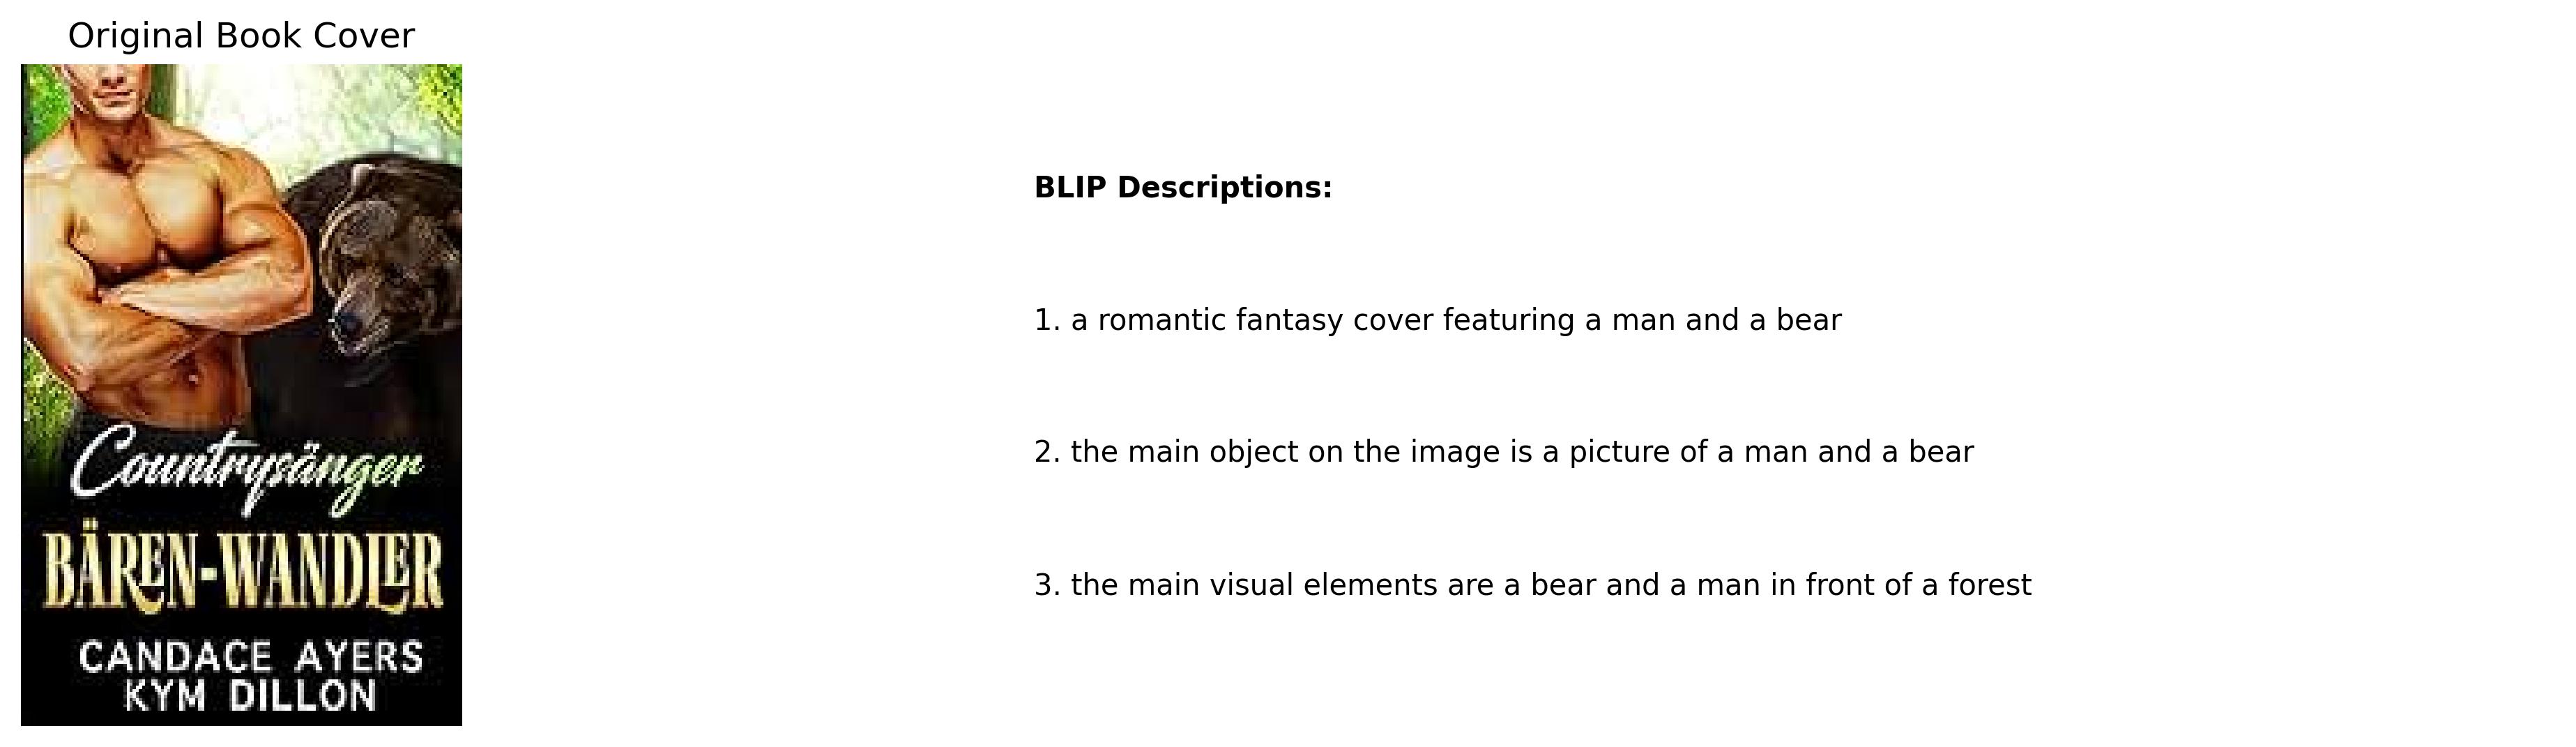 Original Book Cover
Countrysänger
BÄREN-WANDLER
CANDACE AYERS
KYM DILLON
BLIP Descriptions:
1. a romantic fantasy cover featuring a man and a bear
2. the main object on the image is a picture of a man and a bear
3. the main visual elements are a bear and a man in front of a forest